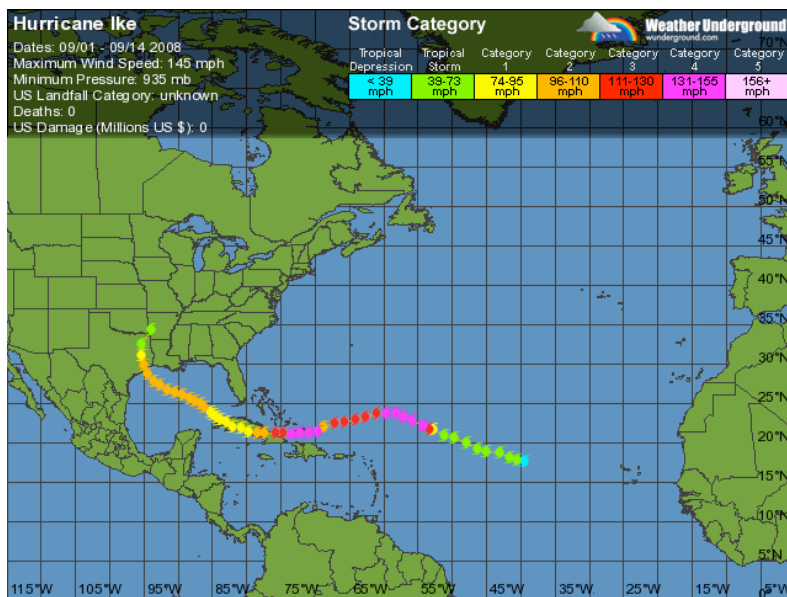 Hurricane Ike
Dates: 09/01 - 09/14 2008
Maximum Wind Speed: 145 mph
Minimum Pressure: 935 mb
US Landfall Category: unknown
Deaths: 0
US Damage (Millions US $): 0
Storm Category
Weather Underground
wunderground.com
Tropical Depression
Tropical Storm
Category 1
Category 2
Category 3
Category 4
Category 5
< 39 mph
39-73 mph
74-95 mph
96-110 mph
111-130 mph
131-155 mph
156+ mph
70°N
60°N
55°N
50°N
45°N
40°N
35°N
30°N
25°N
20°N
15°N
10°N
5°N
0°
115°W 105°W 95°W 85°W 75°W 65°W 55°W 45°W 35°W 25°W 15°W 5°W